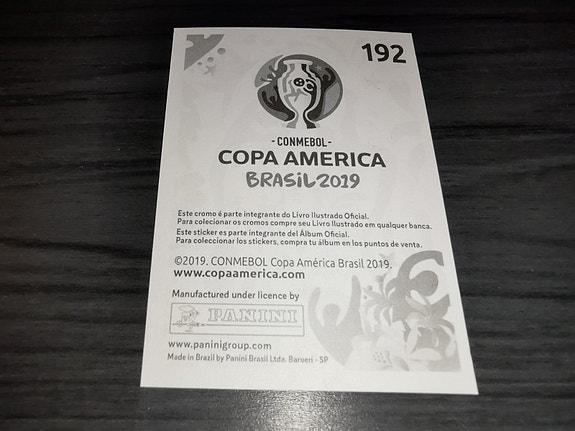 192
- CONMEBOL -
COPA AMERICA
BRASIL2019
Este cromo é parte integrante do Livro Ilustrado Oficial.
Para colecionar os cromos compre seu Livro Ilustrado em qualquer banca.
Este sticker es parte integrante del Álbum Oficial.
Para coleccionar los stickers, compra tu álbum en los puntos de venta.
©2019. CONMEBOL Copa América Brasil 2019.
www.copaamerica.com
Manufactured under licence by
PANINI
www.paninigroup.com
Made in Brazil by Panini Brasil Ltda. Barueri - SP